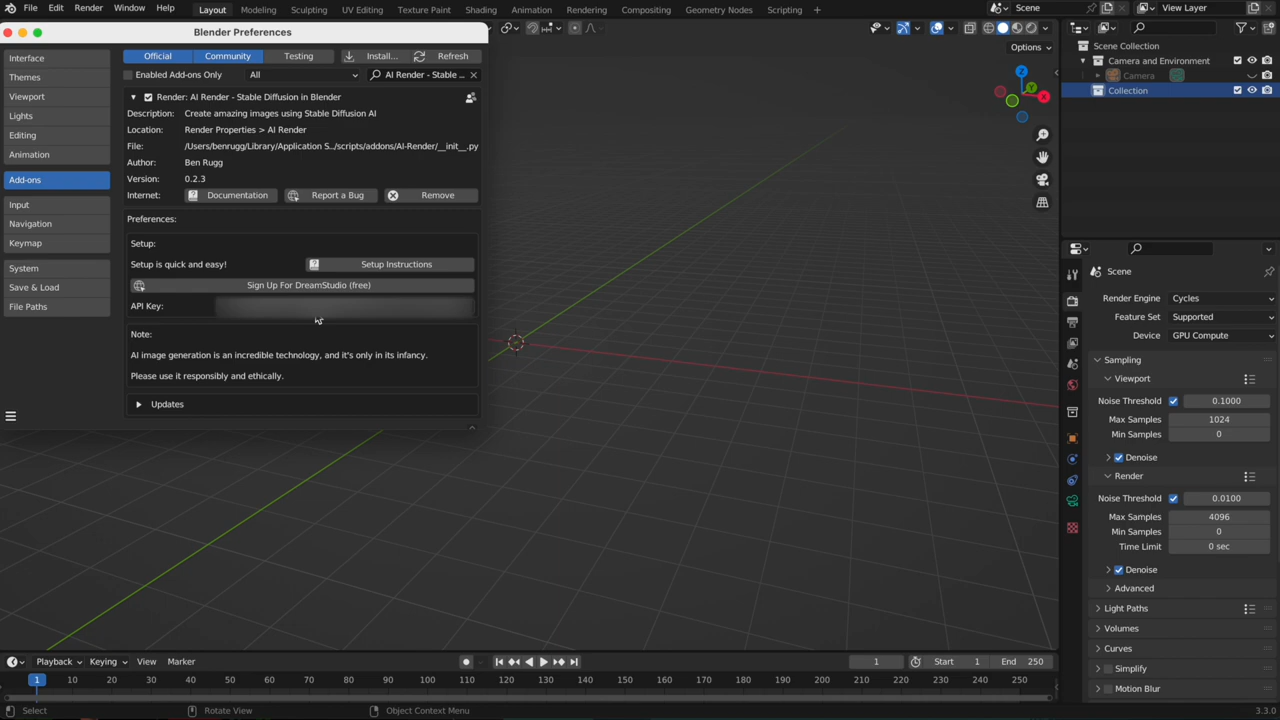 File Edit Render Window Help
Layout Modeling Sculpting UV Editing Texture Paint Shading Animation Rendering Compositing Geometry Nodes Scripting
Scene
View Layer
Blender Preferences
Options
Interface
Themes
Viewport
Lights
Editing
Animation
Add-ons
Input
Navigation
Keymap
System
Save & Load
File Paths
Official Community Testing Install... Refresh
Enabled Add-ons Only All AI Render - Stable ...
Render: AI Render - Stable Diffusion in Blender
Description: Create amazing images using Stable Diffusion AI
Location: Render Properties > AI Render
File: /Users/benrugg/Library/Application S../scripts/addons/AI-Render/__init__.py
Author: Ben Rugg
Version: 0.2.3
Internet: Documentation Report a Bug Remove
Preferences:
Setup:
Setup is quick and easy! Setup Instructions
Sign Up For DreamStudio (free)
API Key:
Note:
AI image generation is an incredible technology, and it's only in its infancy.
Please use it responsibly and ethically.
Updates
Z
Y
X
Scene Collection
Camera and Environment
Camera
Collection
Scene
Render Engine Cycles
Feature Set Supported
Device GPU Compute
Sampling
Viewport
Noise Threshold 0.1000
Max Samples 1024
Min Samples 0
Denoise
Render
Noise Threshold 0.0100
Max Samples 4096
Min Samples 0
Time Limit 0 sec
Denoise
Advanced
Light Paths
Volumes
Curves
Simplify
Motion Blur
Playback Keying View Marker
1 Start 1 End 250
1 10 20 30 40 50 60 70 80 90 100 110 120 130 140 150 160 170 180 190 200 210 220 230 240 250
Select Rotate View Object Context Menu 3.3.0